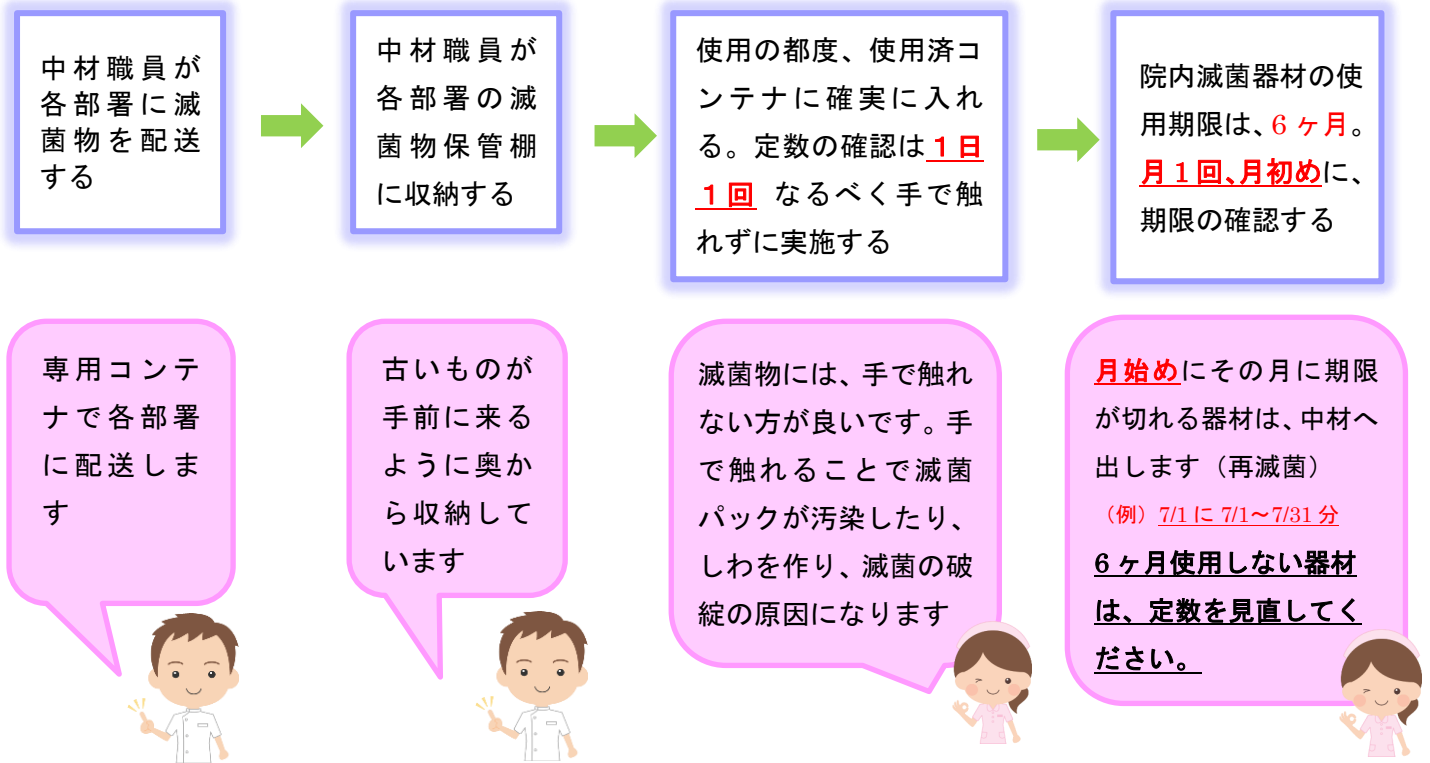 中材職員が
各部署に滅
菌物を配送
する
中材職員が
各部署の滅
菌物保管棚
に収納する
使用の都度、使用済コ
ンテナに確実に入れ
る。定数の確認は１日
１回 なるべく手で触
れずに実施する
院内滅菌器材の使
用期限は、6 ヶ月。
月１回、月初めに、
期限の確認する
専用コンテ
ナで各部署
に配送しま
す
古いものが
手前に来る
ように奥か
ら収納して
います
滅菌物には、手で触れ
ない方が良いです。手
で触れることで滅菌
パックが汚染したり、
しわを作り、滅菌の破
綻の原因になります
月始めにその月に期限
が切れる器材は、中材へ
出します（再滅菌）
（例）7/1 に 7/1～7/31 分
6 ヶ月使用しない器材
は、定数を見直してく
ださい。